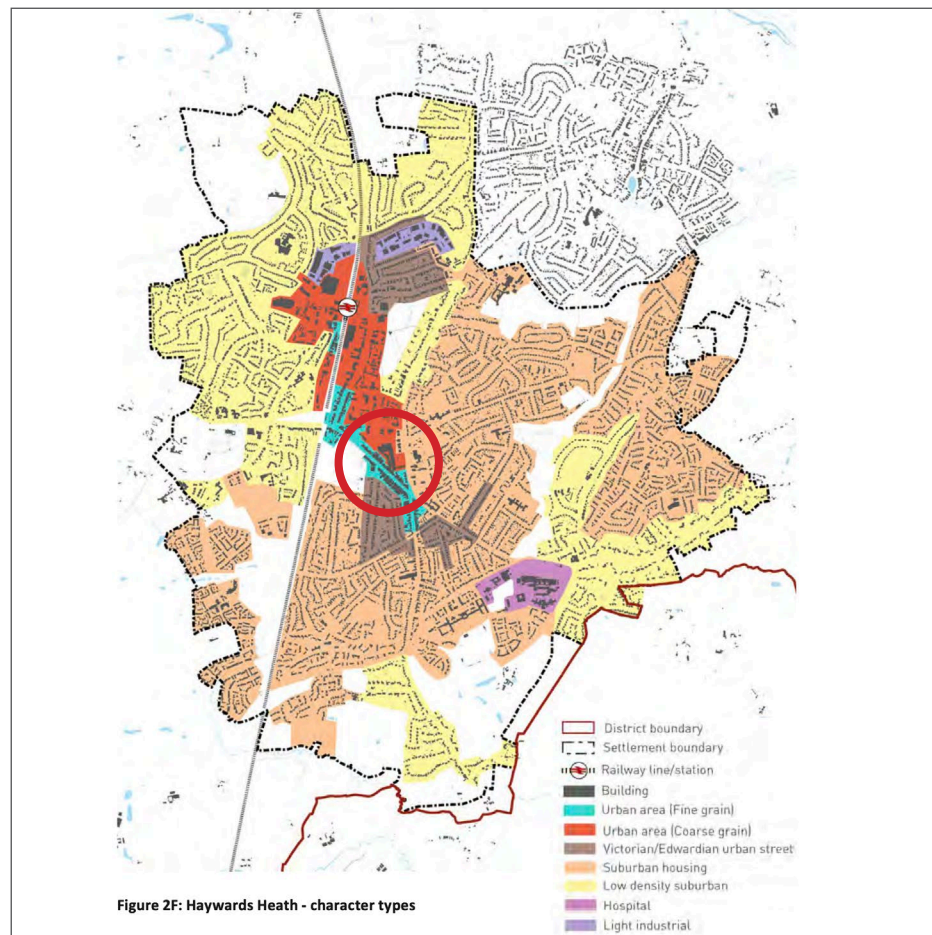 District boundary
Settlement boundary
Railway line/station
Building
Urban area (Fine grain)
Urban area (Coarse grain)
Victorian/Edwardian urban street
Suburban housing
Low density suburban
Hospital
Light industrial
Figure 2F: Haywards Heath - character types